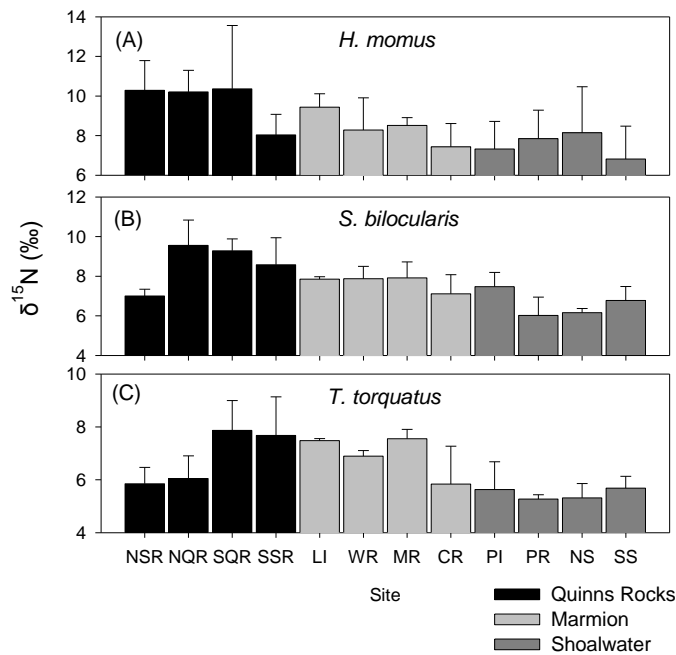 14
(A)
H. momus
12
10
8
6
12
(B)
S. bilocularis
10
8
6
4
δ15N (‰)
10
(C)
T. torquatus
8
6
4
NSR NQR SQR SSR LI WR MR CR PI PR NS SS
Site
Quinns Rocks
Marmion
Shoalwater